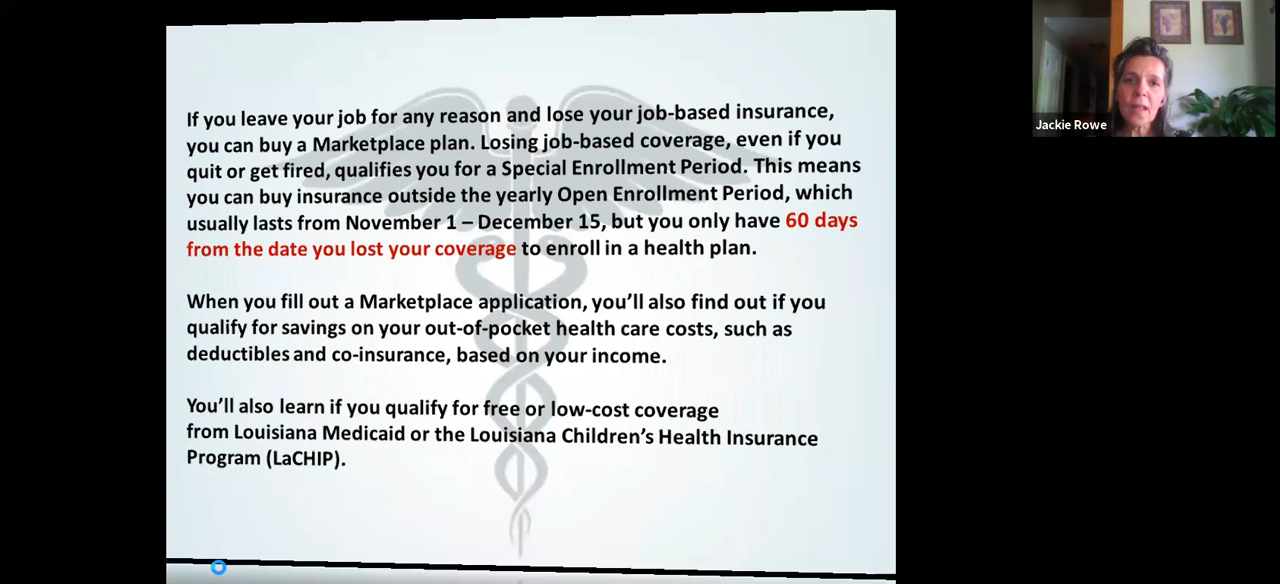 If you leave your job for any reason and lose your job-based insurance,
you can buy a Marketplace plan. Losing job-based coverage, even if you
quit or get fired, qualifies you for a Special Enrollment Period. This means
you can buy insurance outside the yearly Open Enrollment Period, which
usually lasts from November 1 – December 15, but you only have 60 days
from the date you lost your coverage to enroll in a health plan.
When you fill out a Marketplace application, you’ll also find out if you
qualify for savings on your out-of-pocket health care costs, such as
deductibles and co-insurance, based on your income.
You’ll also learn if you qualify for free or low-cost coverage
from Louisiana Medicaid or the Louisiana Children’s Health Insurance
Program (LaCHIP).
Jackie Rowe